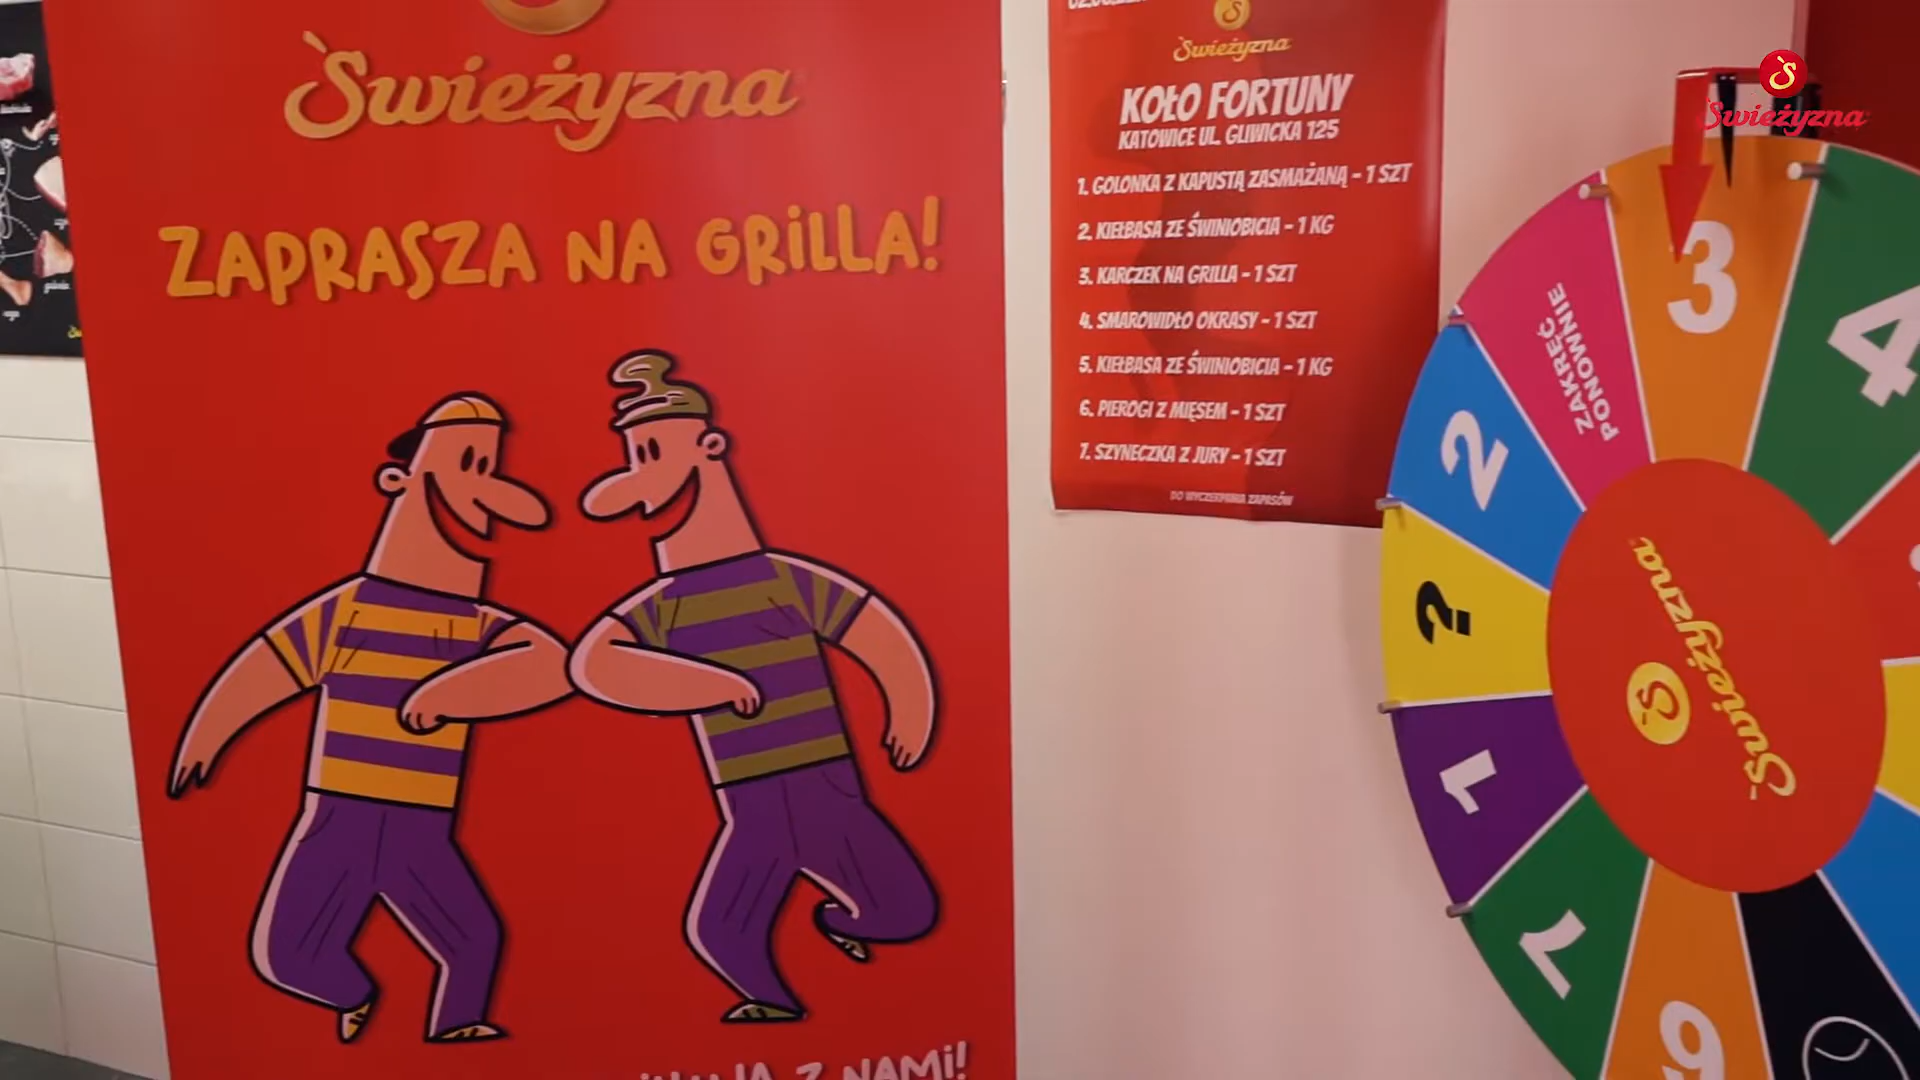 Świeżyzna
ZAPRASZA NA GRILLA!
Z NAMI!
Świeżyzna
KOŁO FORTUNY
KATOWICE UL. GLIWICKA 125
1. GOLONKA Z KAPUSTĄ ZASMAŻANĄ - 1 SZT
2. KIEŁBASA ZE ŚWINIOBICIA - 1 KG
3. KARCZEK NA GRILLA - 1 SZT
4. SMAROWIDŁO OKRASY - 1 SZT
5. KIEŁBASA ZE ŚWINIOBICIA - 1 KG
6. PIEROGI Z MIĘSEM - 1 SZT
7. SZYNECZKA Z JURY - 1 SZT
DO WYCZERPANIA ZAPASÓW
Świeżyzna
3
4
ZAKRĘĆ
PONOWNIE
2
?
1
7
6
Świeżyzna